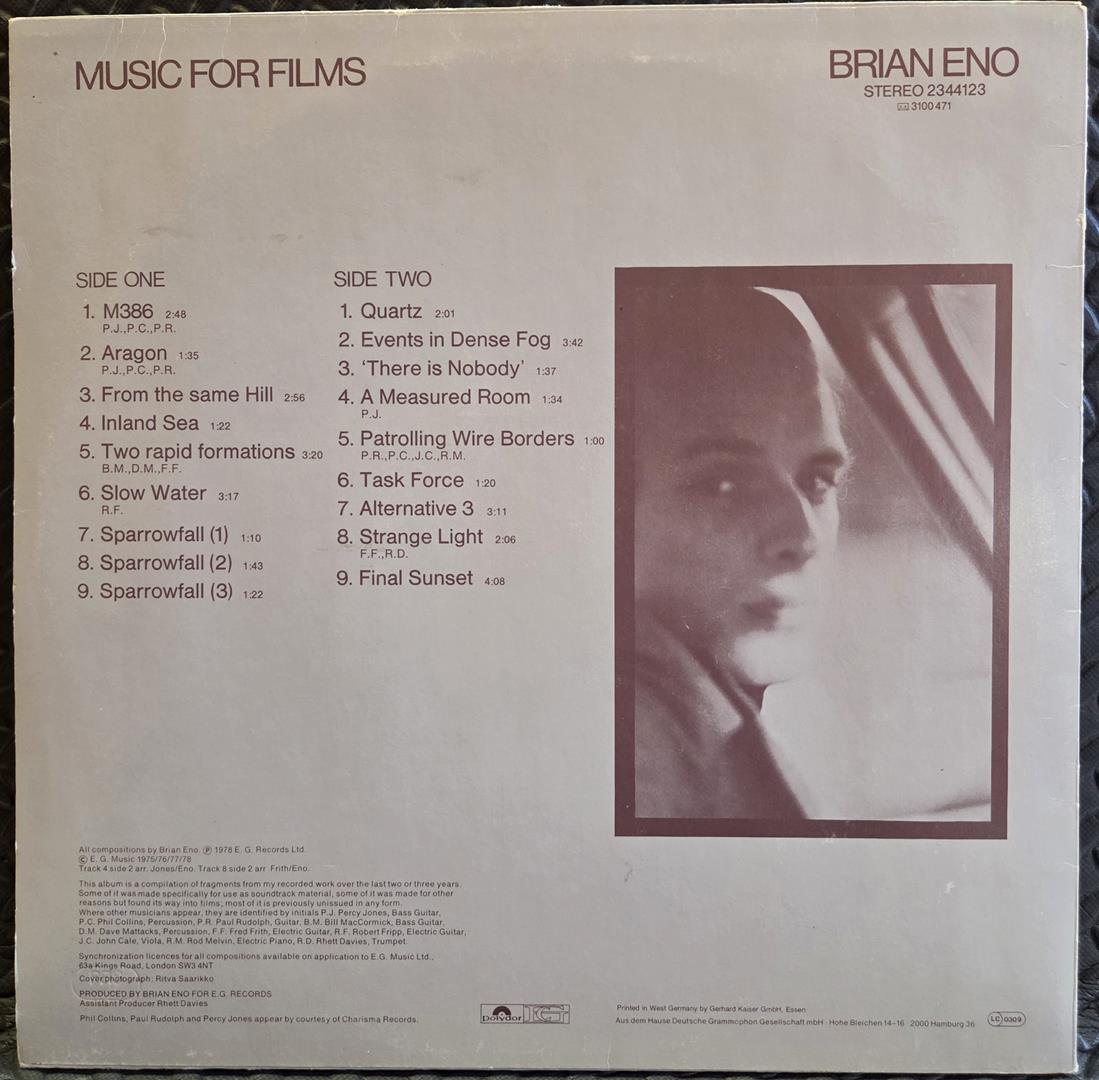 MUSIC FOR FILMS
BRIAN ENO
STEREO 2344123
3100 471
SIDE ONE
1. M386 2:48
P.J.,P.C.,P.R.
2. Aragon 1:35
P.J.,P.C.,P.R.
3. From the same Hill 2:56
4. Inland Sea 1:22
5. Two rapid formations 3:20
B.M.,D.M.,F.F.
6. Slow Water 3:17
R.F.
7. Sparrowfall (1) 1:10
8. Sparrowfall (2) 1:43
9. Sparrowfall (3) 1:22
SIDE TWO
1. Quartz 2:01
2. Events in Dense Fog 3:42
3. ‘There is Nobody’ 1:37
4. A Measured Room 1:34
P.J.
5. Patrolling Wire Borders 1:00
P.R.,P.C.,J.C.,R.M.
6. Task Force 1:20
7. Alternative 3 3:11
8. Strange Light 2:06
F.F.,R.D.
9. Final Sunset 4:08
All compositions by Brian Eno. Ⓟ 1978 E. G. Records Ltd.
© E. G. Music 1975/76/77/78
Track 4 side 2 arr. Jones/Eno. Track 8 side 2 arr Frith/Eno.
This album is a compilation of fragments from my recorded work over the last two or three years.
Some of it was made specifically for use as soundtrack material, some of it was made for other
reasons but found its way into films; most of it is previously unissued in any form.
Where other musicians appear, they are identified by initials P.J. Percy Jones, Bass Guitar,
P.C. Phil Collins, Percussion, P.R. Paul Rudolph, Guitar, B.M. Bill MacCormick, Bass Guitar,
D.M. Dave Mattacks, Percussion, F.F. Fred Frith, Electric Guitar, R.F. Robert Fripp, Electric Guitar,
J.C. John Cale, Viola, R.M. Rod Melvin, Electric Piano, R.D. Rhett Davies, Trumpet.
Synchronization licences for all compositions available on application to E.G. Music Ltd.,
63a Kings Road, London SW3 4NT
Cover photograph: Ritva Saarikko
PRODUCED BY BRIAN ENO FOR E.G. RECORDS
Assistant Producer Rhett Davies
Phil Collins, Paul Rudolph and Percy Jones appear by courtesy of Charisma Records.
Polydor EG
Printed in West Germany by Gerhard Kaiser GmbH, Essen
Aus dem Hause Deutsche Grammophon Gesellschaft mbH · Hohe Bleichen 14–16 · 2000 Hamburg 36
LC 0309